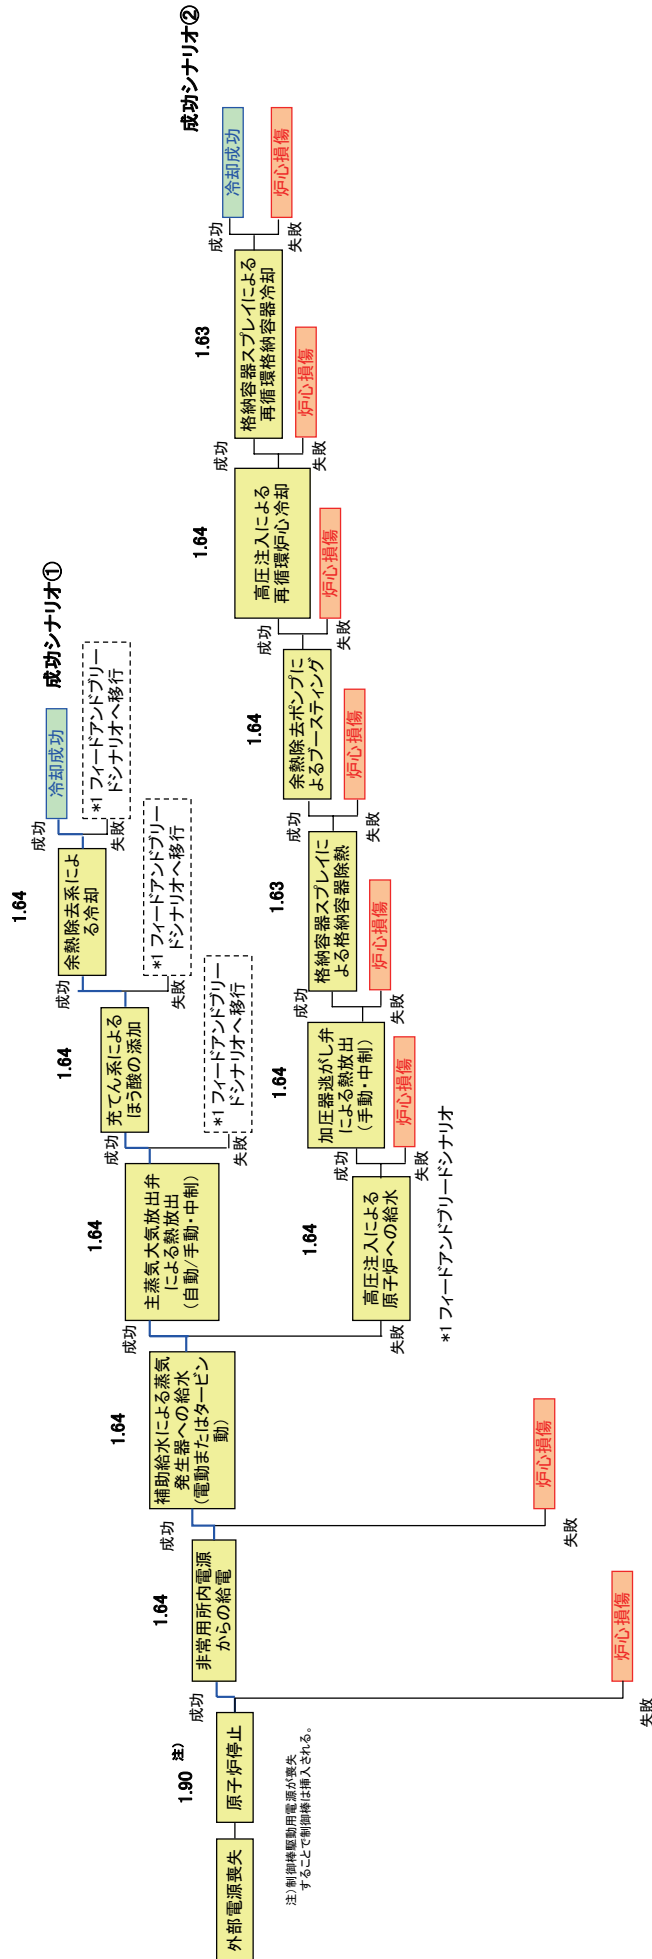 外部電源喪失
1.90 注）
原子炉停止
成功
失敗
炉心損傷
注）制御棒駆動用電源が喪失
することで制御棒は挿入される。
1.64
非常用所内電源
からの給電
成功
失敗
炉心損傷
1.64
補助給水による蒸気
発生器への給水
（電動またはタービン
動）
成功
失敗
1.64
主蒸気大気放出弁
による熱放出
（自動/手動・中制）
成功
失敗
*1 フィードアンドブリー
ドシナリオへ移行
1.64
充てん系による
ほう酸の添加
成功
失敗
*1 フィードアンドブリー
ドシナリオへ移行
1.64
余熱除去系によ
る冷却
成功
失敗
*1 フィードアンドブリー
ドシナリオへ移行
冷却成功
成功シナリオ①
*1 フィードアンドブリードシナリオ
1.64
高圧注入による
原子炉への給水
成功
失敗
炉心損傷
1.64
加圧器逃がし弁
による熱放出
（手動・中制）
成功
失敗
炉心損傷
1.63
格納容器スプレイに
よる格納容器除熱
成功
失敗
炉心損傷
1.64
余熱除去ポンプに
よるブースティング
成功
失敗
炉心損傷
1.64
高圧注入による
再循環炉心冷却
成功
失敗
炉心損傷
1.63
格納容器スプレイによる
再循環格納容器冷却
成功
失敗
炉心損傷
冷却成功
成功シナリオ②